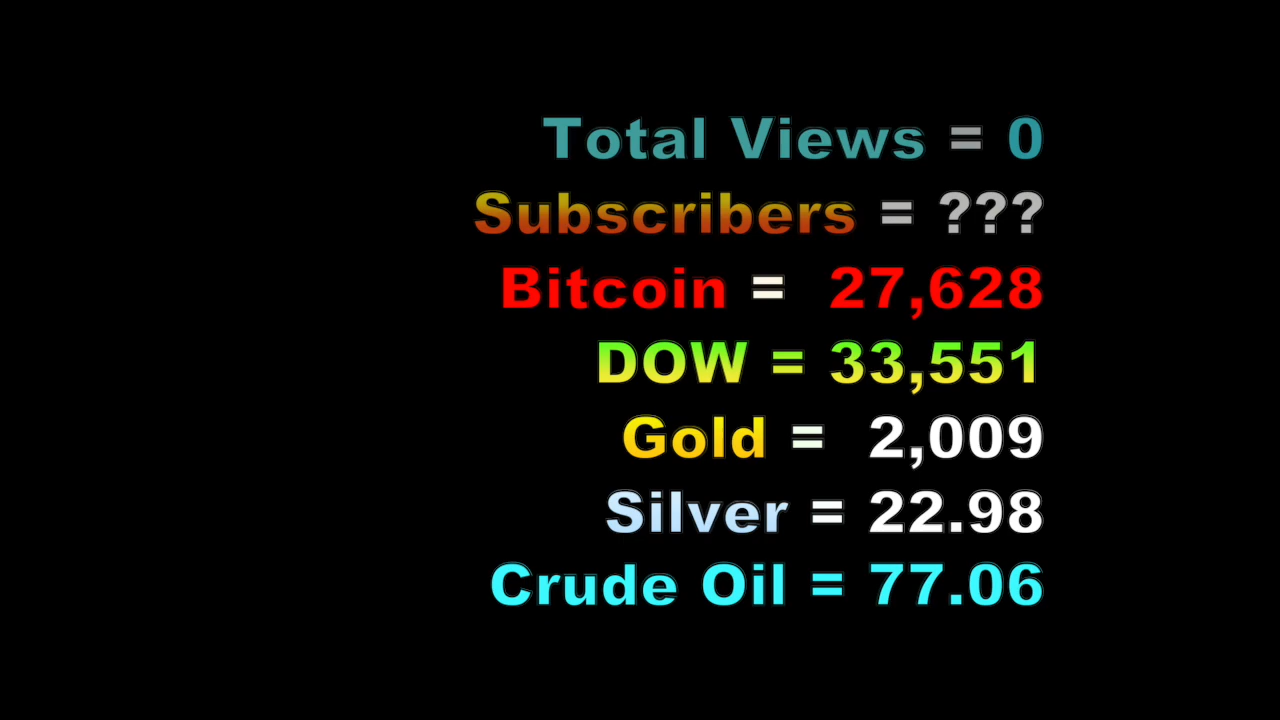 Total Views = 0
Subscribers = ???
Bitcoin = 27,628
DOW = 33,551
Gold = 2,009
Silver = 22.98
Crude Oil = 77.06